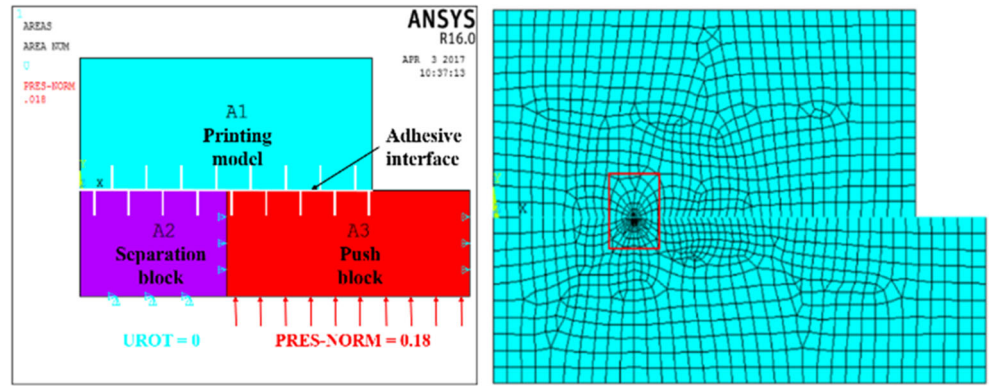 1
AREAS
AREA NUM
U
PRES-NORM
.018
ANSYS
R16.0
APR 3 2017
10:37:13
A1
Printing
model
Adhesive
interface
Y
X
A2
Separation
block
A3
Push
block
UROT = 0
PRES-NORM = 0.18
Y
X